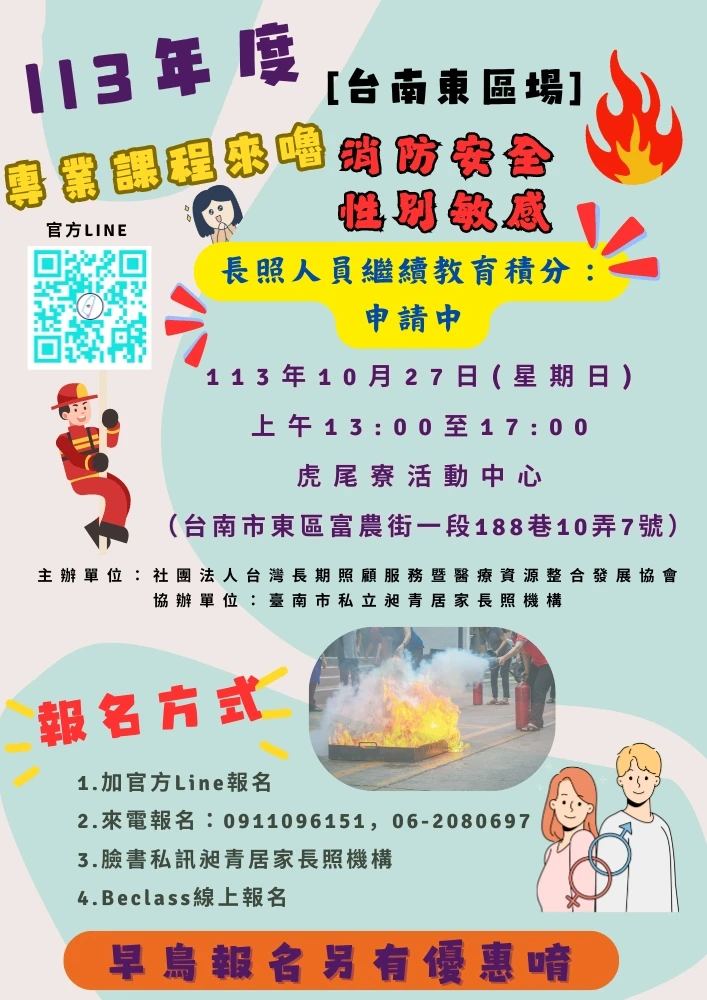 113年度
[台南東區場]
專業課程來嚕
消防安全
性別敏感
官方LINE
長照人員繼續教育積分：
申請中
113年10月27日(星期日)
上午13:00至17:00
虎尾寮活動中心
（台南市東區富農街一段188巷10弄7號）
主辦單位：社團法人台灣長期照顧服務暨醫療資源整合發展協會
協辦單位：臺南市私立昶青居家長照機構
報名方式
1.加官方Line報名
2.來電報名：0911096151，06-2080697
3.臉書私訊昶青居家長照機構
4.Beclass線上報名
早鳥報名另有優惠唷